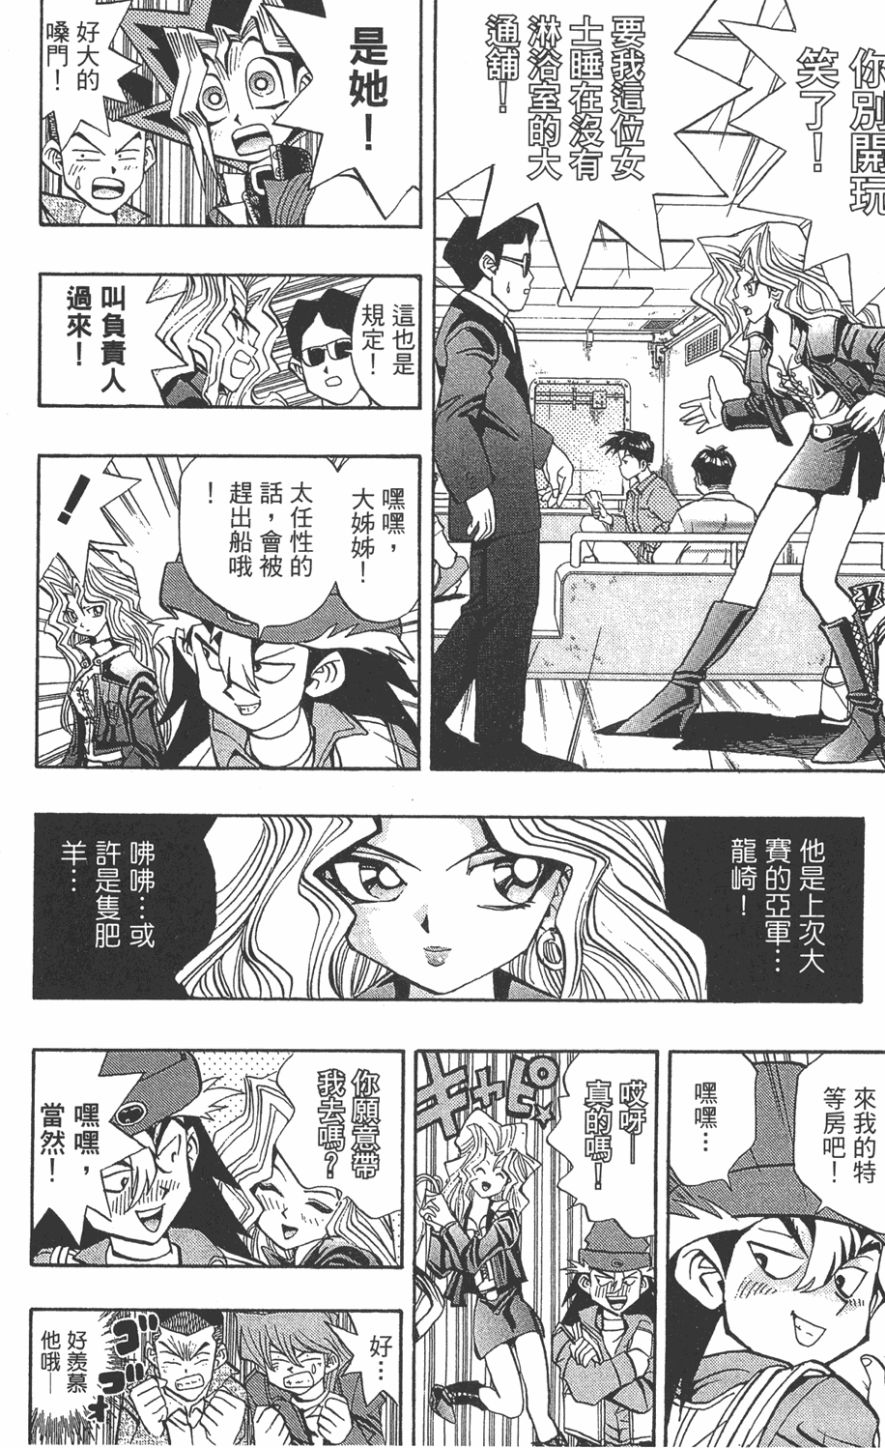 你別開玩
笑了！
要我這位女
士睡在沒有
淋浴室的大
通舖！
是她！
好大的
嗓門！
這也是
規定！
叫負責人
過來！
嘿嘿，
大姊姊！
太任性的
話，會被
趕出船哦
！
！
他是上次大
賽的亞軍…
龍崎！
咈咈…或
許是隻肥
羊…
來我的特
等房吧！
嘿嘿…
哎呀—
真的嗎！
キャピ
你願意帶
我去嗎？
嘿嘿，
當然！
好…
好羨慕
他哦—
ゴゴ